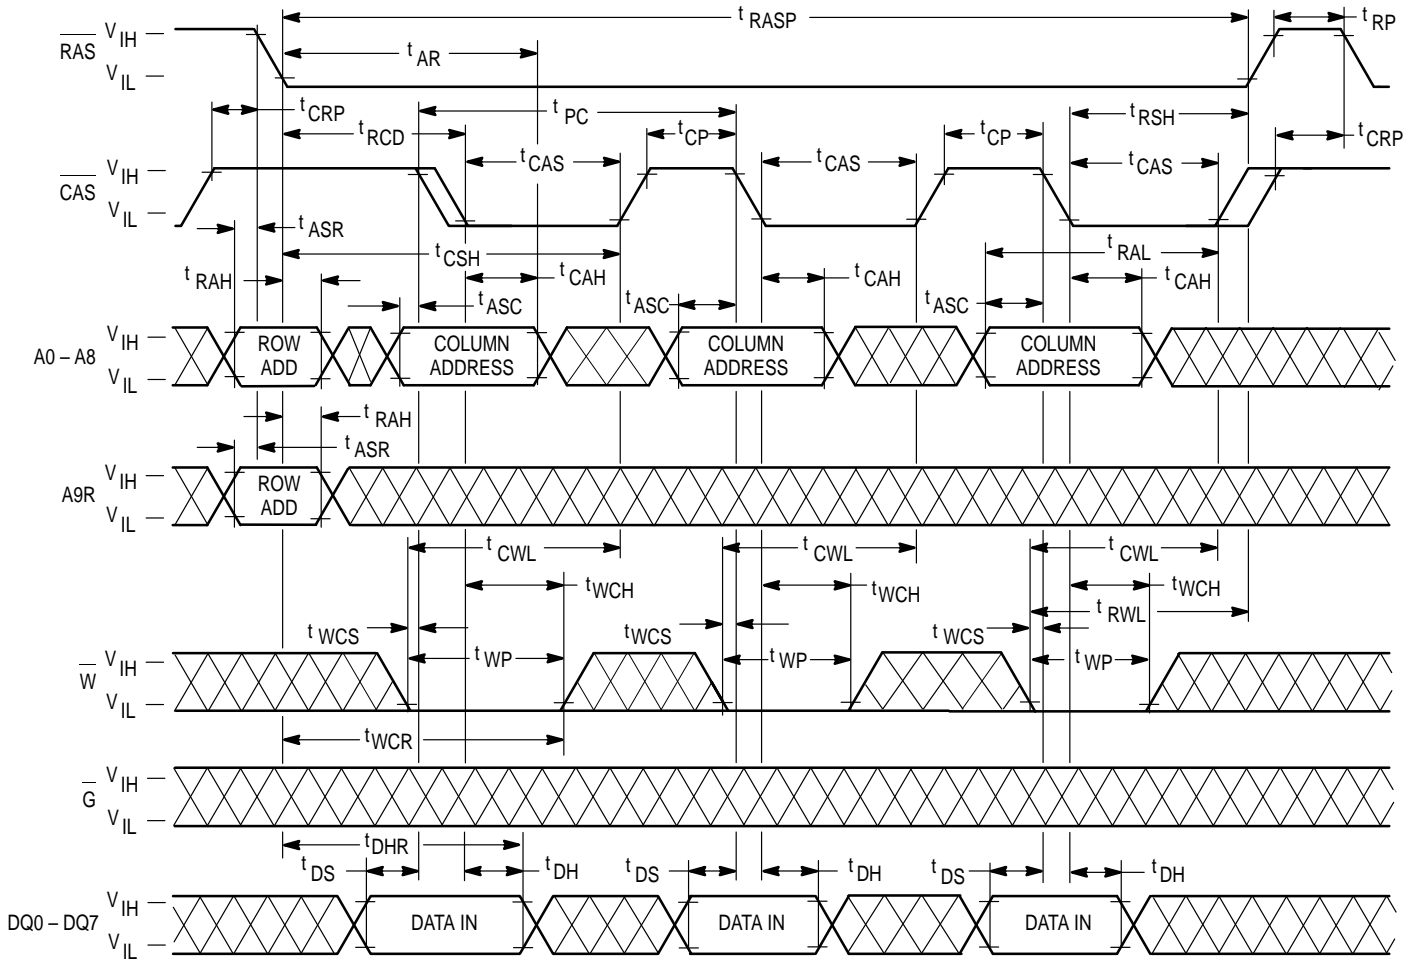 t RASP
t RP
RAS V IH
t AR
V IL
t CRP
t PC
t RSH
t RCD
t CP
t CP
t CRP
t CAS
t CAS
t CAS
CAS V IH
V IL
t ASR
t CSH
t RAL
t RAH
t CAH
t CAH
t CAH
t ASC
t ASC
t ASC
A0 – A8 V IH
V IL
ROW ADD
COLUMN ADDRESS
COLUMN ADDRESS
COLUMN ADDRESS
t RAH
t ASR
A9R V IH
V IL
ROW ADD
t CWL
t CWL
t CWL
t WCH
t WCH
t WCH
t RWL
t WCS
t WCS
t WCS
t WP
t WP
t WP
W V IH
V IL
t WCR
G V IH
V IL
t DHR
t DS
t DH
t DS
t DH
t DS
t DH
DQ0 – DQ7 V IH
V IL
DATA IN
DATA IN
DATA IN